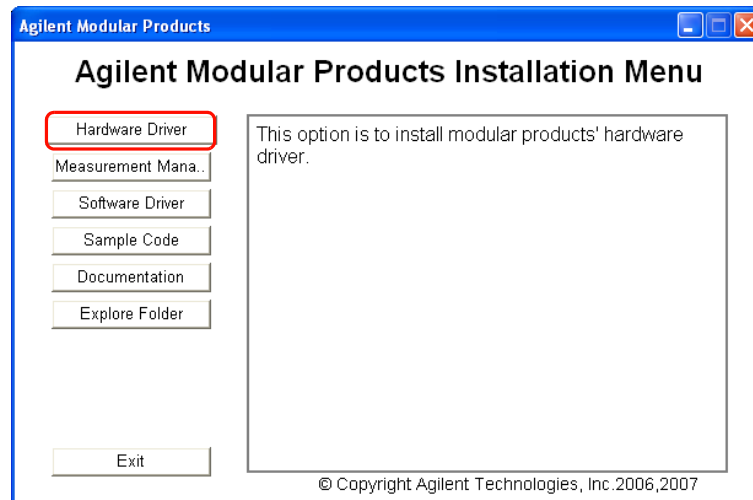 Agilent Modular Products
Agilent Modular Products Installation Menu
Hardware Driver
Measurement Mana..
Software Driver
Sample Code
Documentation
Explore Folder
Exit
This option is to install modular products' hardware
driver.
© Copyright Agilent Technologies, Inc.2006,2007